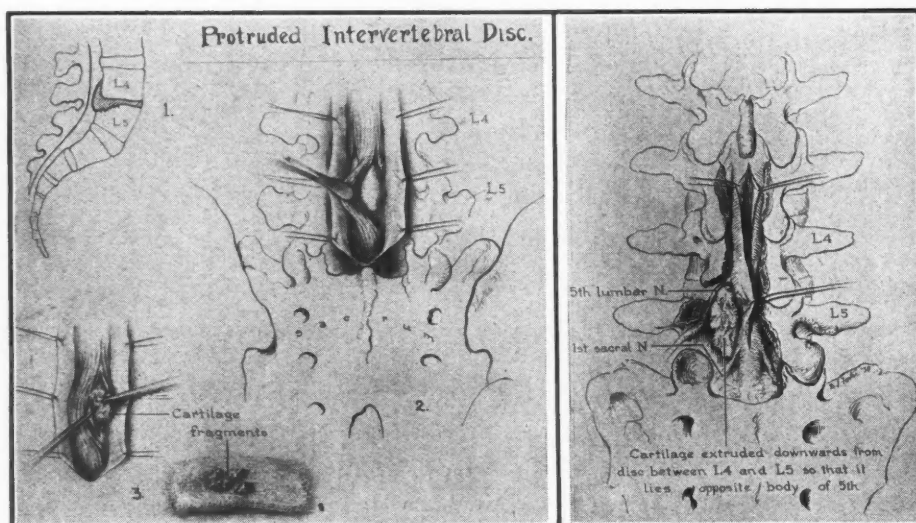 Protruded Intervertebral Disc.
L4
L5
1.
L4
L5
2.
Cartilage
fragments
3.
L4
5th lumbar N.
L5
1st sacral N
Cartilage extruded downwards from
disc between L4 and L5 so that it
lies opposite body of 5th